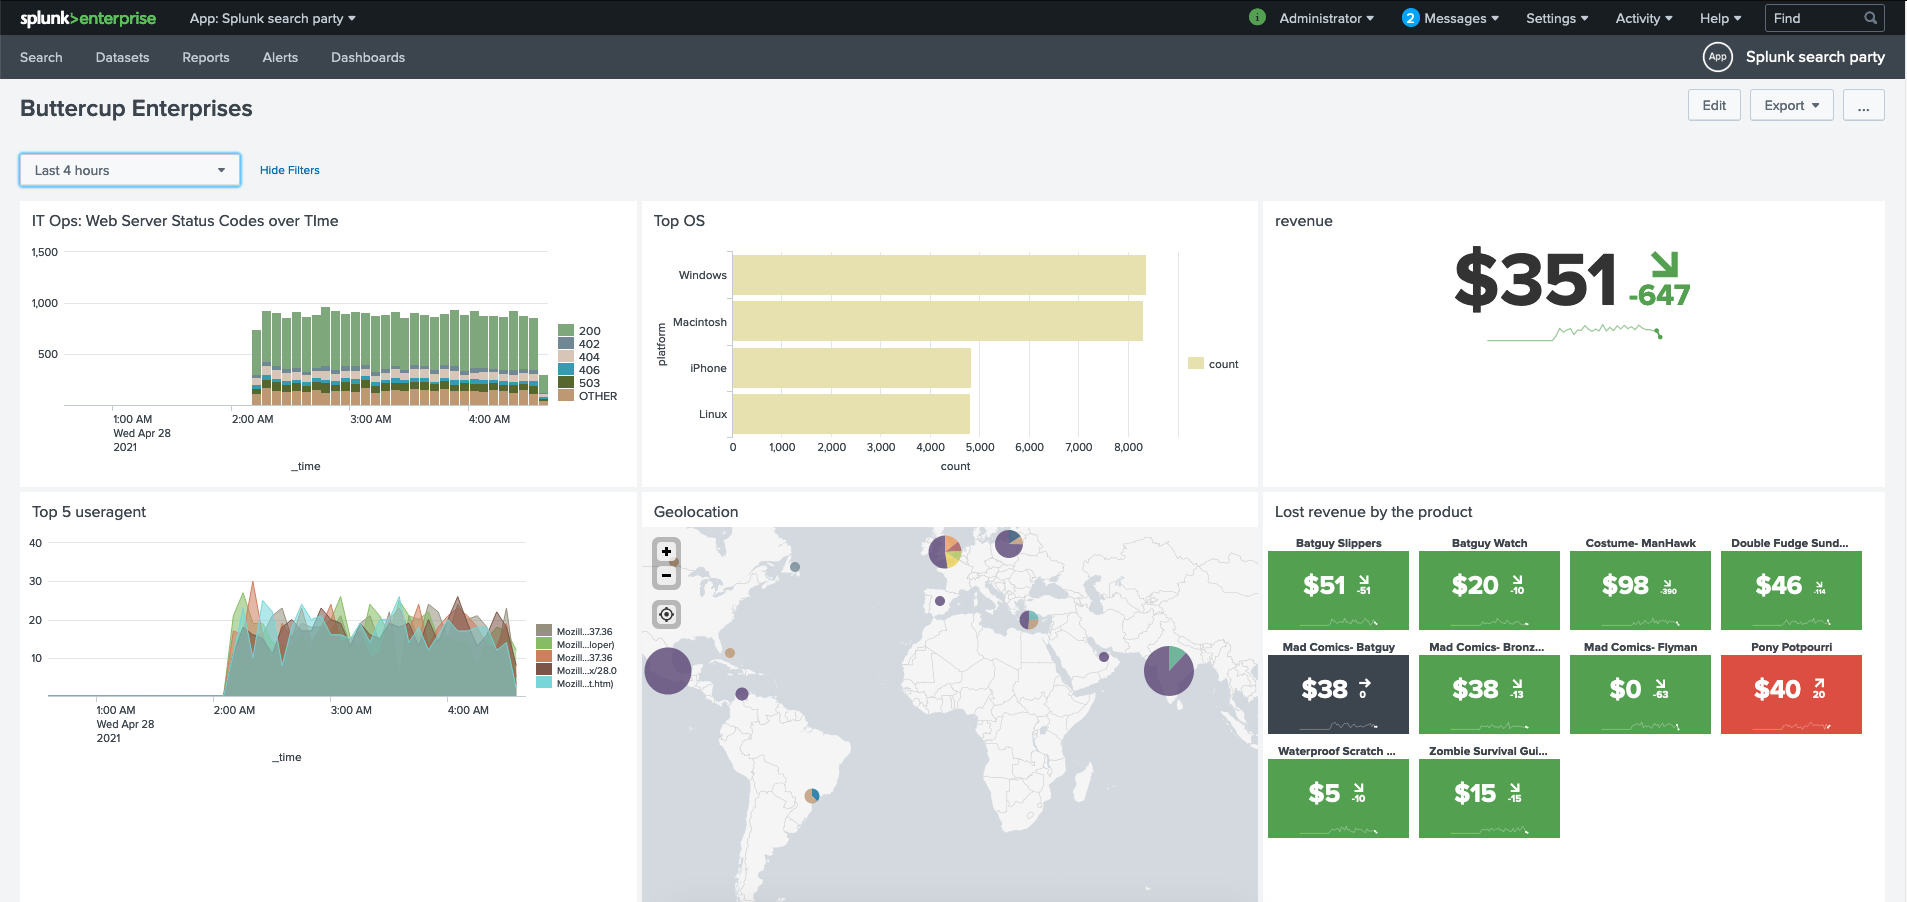 splunk>enterprise App: Splunk search party i Administrator 2 Messages Settings Activity Help Find
Search Datasets Reports Alerts Dashboards App Splunk search party
Buttercup Enterprises
Edit Export ...
Last 4 hours Hide Filters
IT Ops: Web Server Status Codes over TIme
1,500
1,000
500
200
402
404
406
503
OTHER
1:00 AM 2:00 AM 3:00 AM 4:00 AM
Wed Apr 28
2021
_time
Top OS
platform
Windows
Macintosh
iPhone
Linux
count
0 1,000 2,000 3,000 4,000 5,000 6,000 7,000 8,000
count
revenue
$351
-647
Top 5 useragent
40
30
20
10
Mozill...37.36
Mozill...loper)
Mozill...37.36
Mozill...x/28.0
Mozill...t.htm)
1:00 AM 2:00 AM 3:00 AM 4:00 AM
Wed Apr 28
2021
_time
Geolocation
+
−
Lost revenue by the product
Batguy Slippers Batguy Watch Costume- ManHawk Double Fudge Sund...
$51 -51 $20 -10 $98 -390 $46 -114
Mad Comics- Batguy Mad Comics- Bronz... Mad Comics- Flyman Pony Potpourri
$38 0 $38 -13 $0 -63 $40 20
Waterproof Scratch ... Zombie Survival Gui...
$5 -10 $15 -15